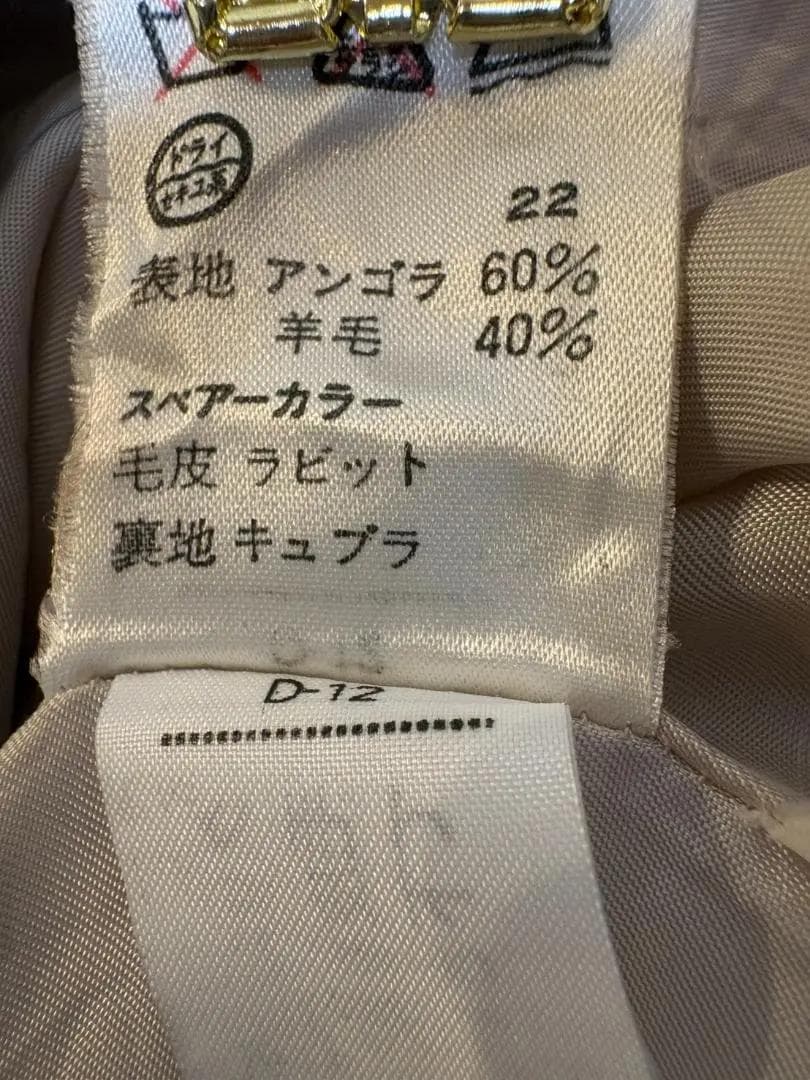 ドライ
セキユ系
22
表地 アンゴラ 60%
羊毛 40%
スペアーカラー
毛皮 ラビット
裏地 キュプラ
D-12